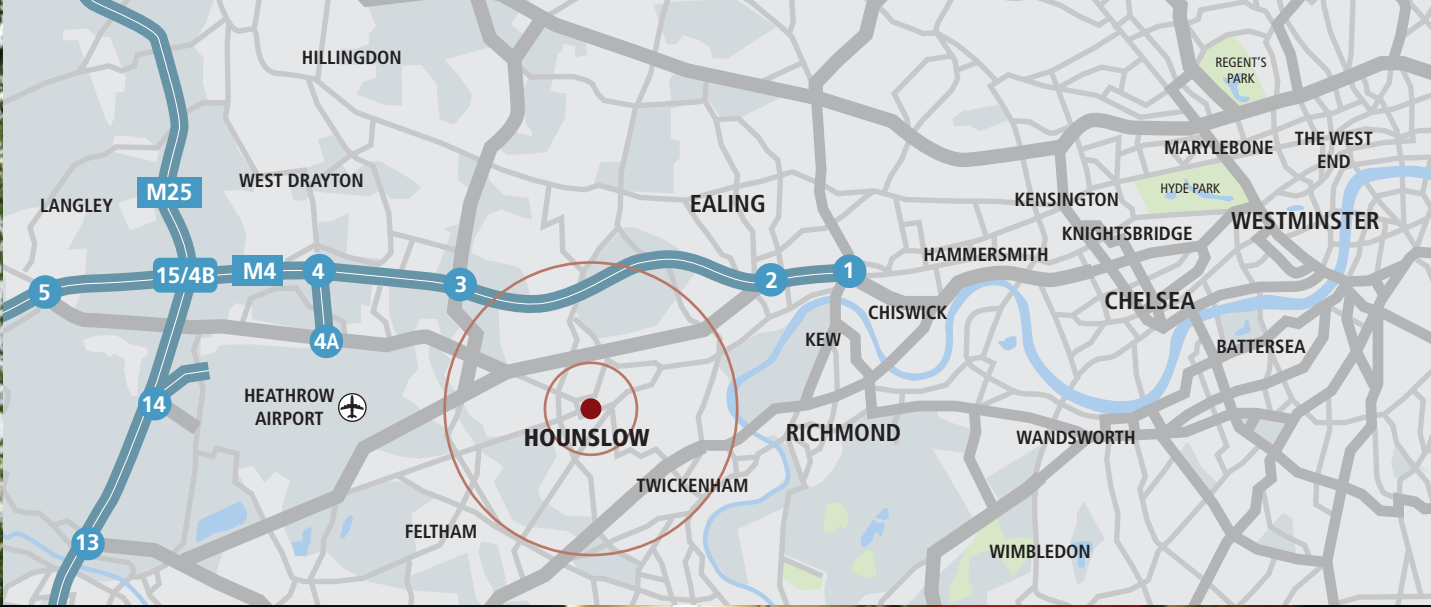 HILLINGDON
REGENT'S
PARK
MARYLEBONE
THE WEST
END
WEST DRAYTON
M25
LANGLEY
EALING
KENSINGTON
HYDE PARK
KNIGHTSBRIDGE
WESTMINSTER
HAMMERSMITH
15/4B
M4
4
3
2
1
5
CHISWICK
CHELSEA
4A
KEW
BATTERSEA
HEATHROW
AIRPORT
14
HOUNSLOW
RICHMOND
WANDSWORTH
TWICKENHAM
FELTHAM
13
WIMBLEDON